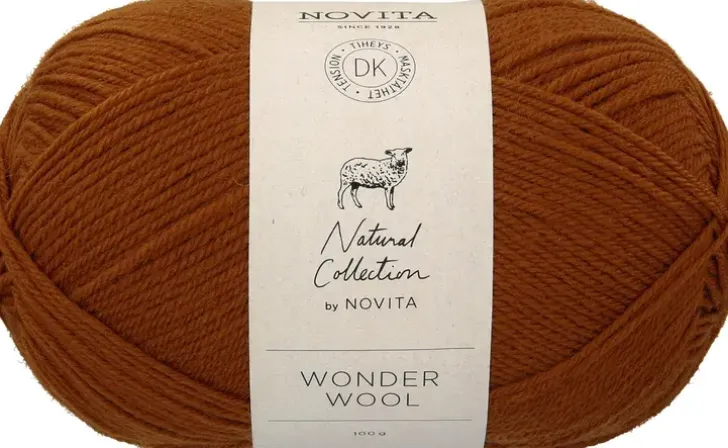 NOVITA
SINCE 1928
TIHEYS · MASKTÄTHET · TENSION ·
DK
Natural
Collection
by NOVITA
WONDER
WOOL
100 g